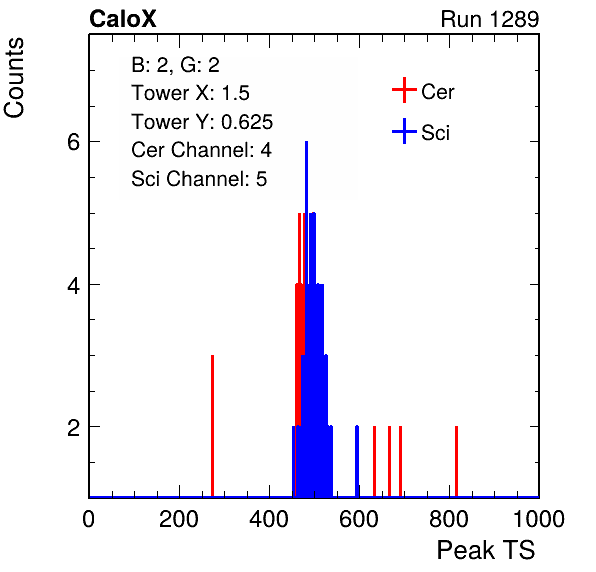 CaloX Run 1289
Counts
B: 2, G: 2
Tower X: 1.5
Tower Y: 0.625
Cer Channel: 4
Sci Channel: 5
Cer
Sci
6
4
2
0 200 400 600 800 1000
Peak TS